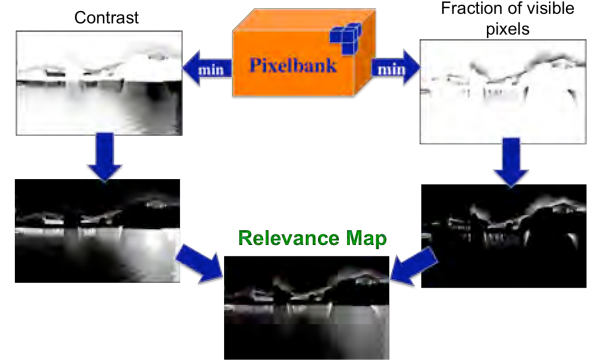 Contrast
Fraction of visible
pixels
min
Pixelbank
min
Relevance Map